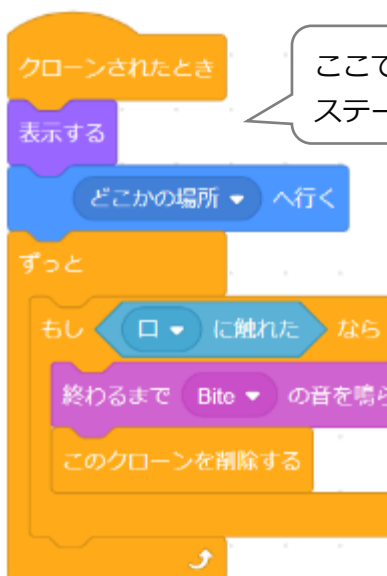 クローンされたとき
ここで
ステー
表示する
どこかの場所 へ行く
ずっと
もし 口 に触れた なら
終わるまで Bite の音を鳴ら
このクローンを削除する